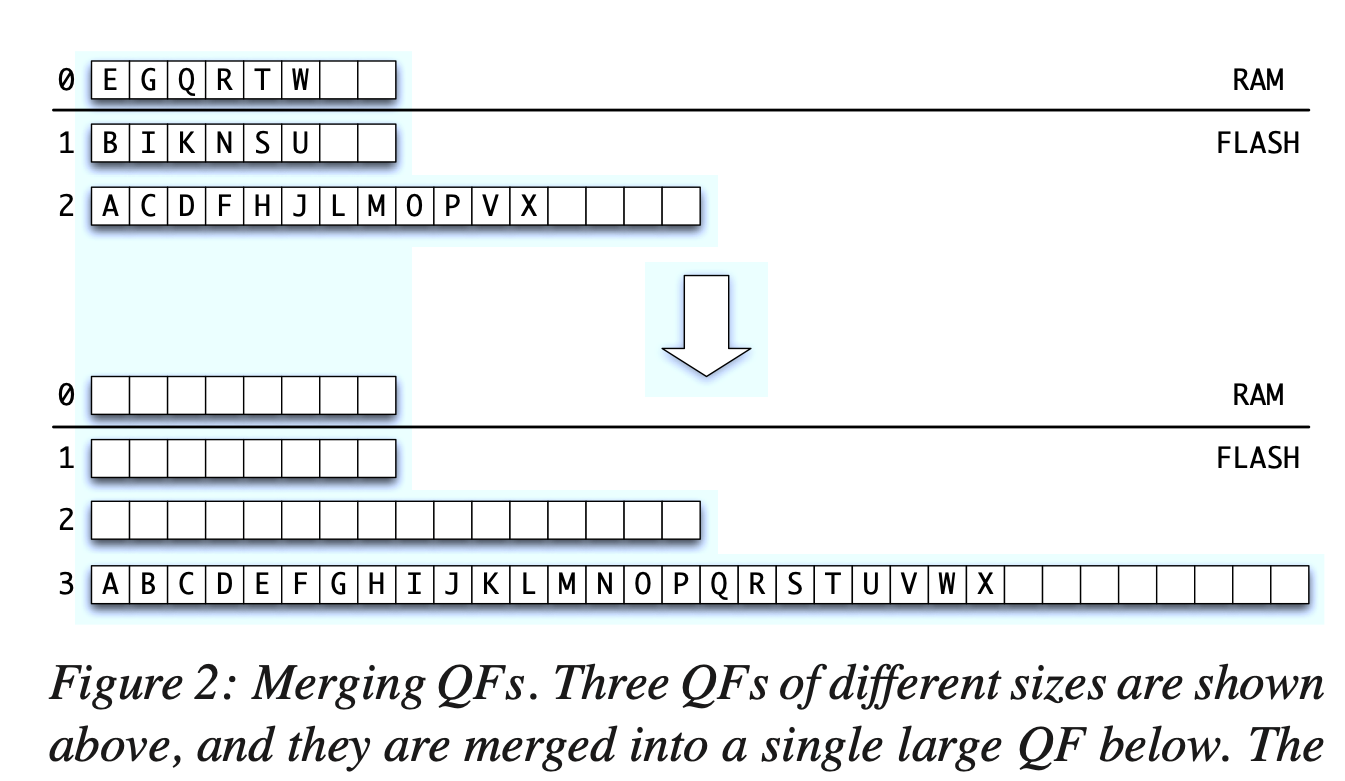 0 E G Q R T W RAM
1 B I K N S U FLASH
2 A C D F H J L M O P V X
0 RAM
1 FLASH
2
3 A B C D E F G H I J K L M N O P Q R S T U V W X
Figure 2: Merging QFs. Three QFs of different sizes are shown
above, and they are merged into a single large QF below. The